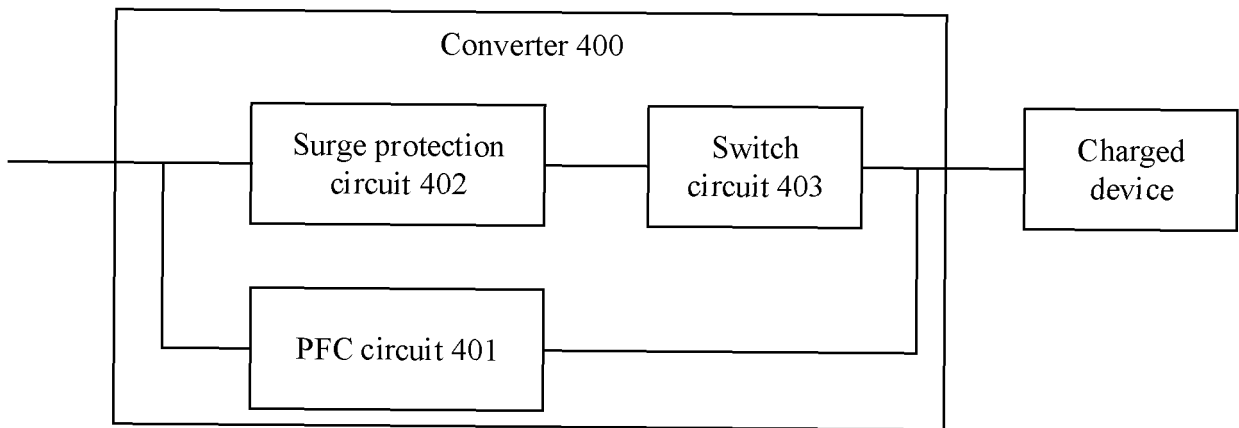 Converter 400
Surge protection
circuit 402
Switch
circuit 403
Charged
device
PFC circuit 401